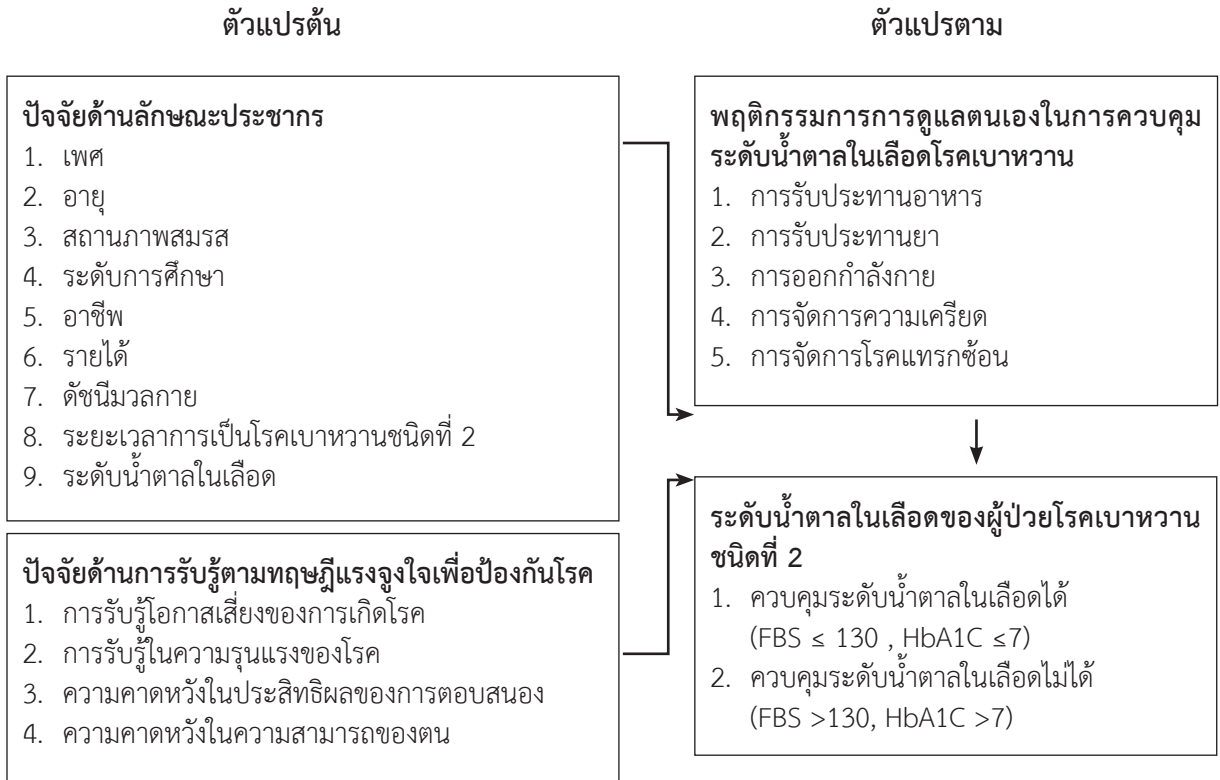 ตัวแปรต้น
ปัจจัยด้านลักษณะประชากร
1. เพศ
2. อายุ
3. สถานภาพสมรส
4. ระดับการศึกษา
5. อาชีพ
6. รายได้
7. ดัชนีมวลกาย
8. ระยะเวลาการเป็นโรคเบาหวานชนิดที่ 2
9. ระดับน้ำตาลในเลือด
ปัจจัยด้านการรับรู้ตามทฤษฎีแรงจูงใจเพื่อป้องกันโรค
1. การรับรู้โอกาสเสี่ยงของการเกิดโรค
2. การรับรู้ในความรุนแรงของโรค
3. ความคาดหวังในประสิทธิผลของการตอบสนอง
4. ความคาดหวังในความสามารถของตน
ตัวแปรตาม
พฤติกรรมการการดูแลตนเองในการควบคุม
ระดับน้ำตาลในเลือดโรคเบาหวาน
1. การรับประทานอาหาร
2. การรับประทานยา
3. การออกกำลังกาย
4. การจัดการความเครียด
5. การจัดการโรคแทรกซ้อน
ระดับน้ำตาลในเลือดของผู้ป่วยโรคเบาหวาน
ชนิดที่ 2
1. ควบคุมระดับน้ำตาลในเลือดได้
(FBS ≤ 130 , HbA1C ≤7)
2. ควบคุมระดับน้ำตาลในเลือดไม่ได้
(FBS >130, HbA1C >7)